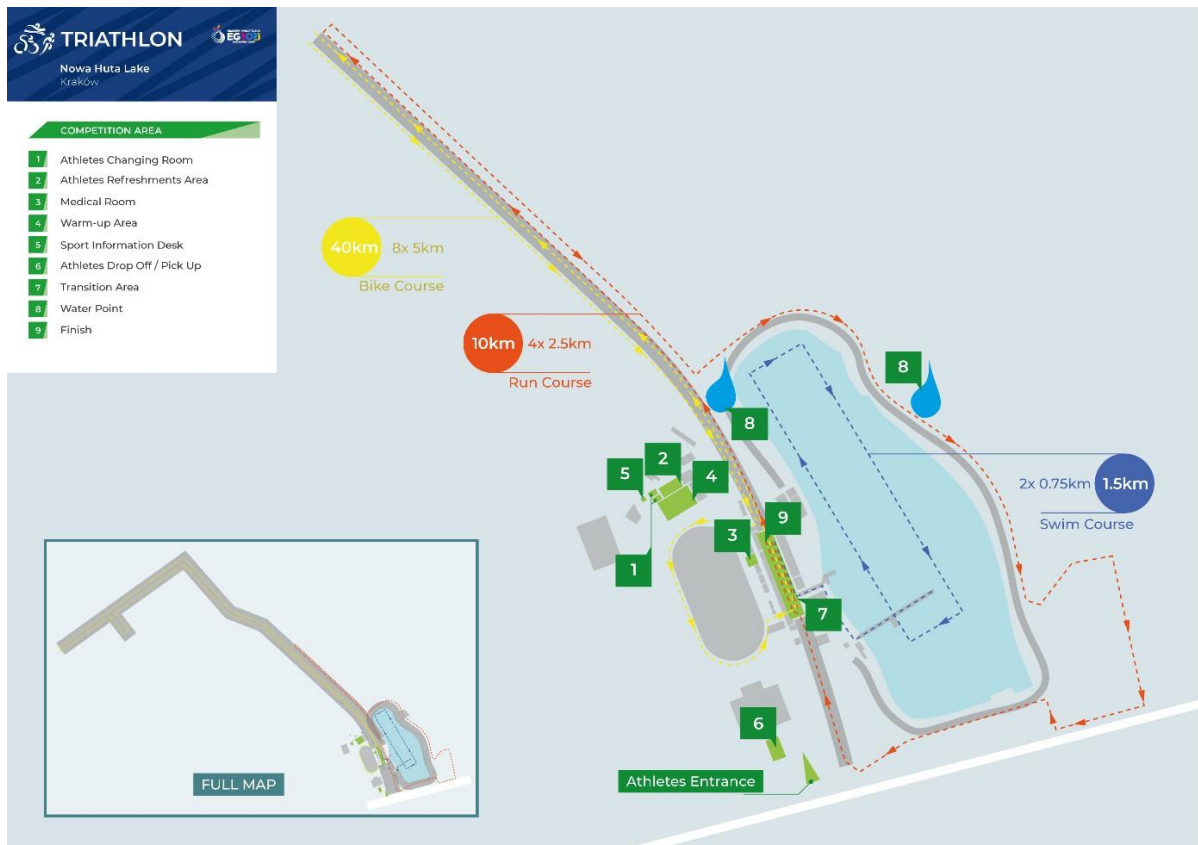 TRIATHLON
EG2023
Nowa Huta Lake
Kraków
COMPETITION AREA
1 Athletes Changing Room
2 Athletes Refreshments Area
3 Medical Room
4 Warm-up Area
5 Sport Information Desk
6 Athletes Drop Off / Pick Up
7 Transition Area
8 Water Point
9 Finish
40km 8x 5km
Bike Course
10km 4x 2.5km
Run Course
8
8
2
5
4
2x 0.75km 1.5km
Swim Course
9
3
1
7
6
Athletes Entrance
FULL MAP